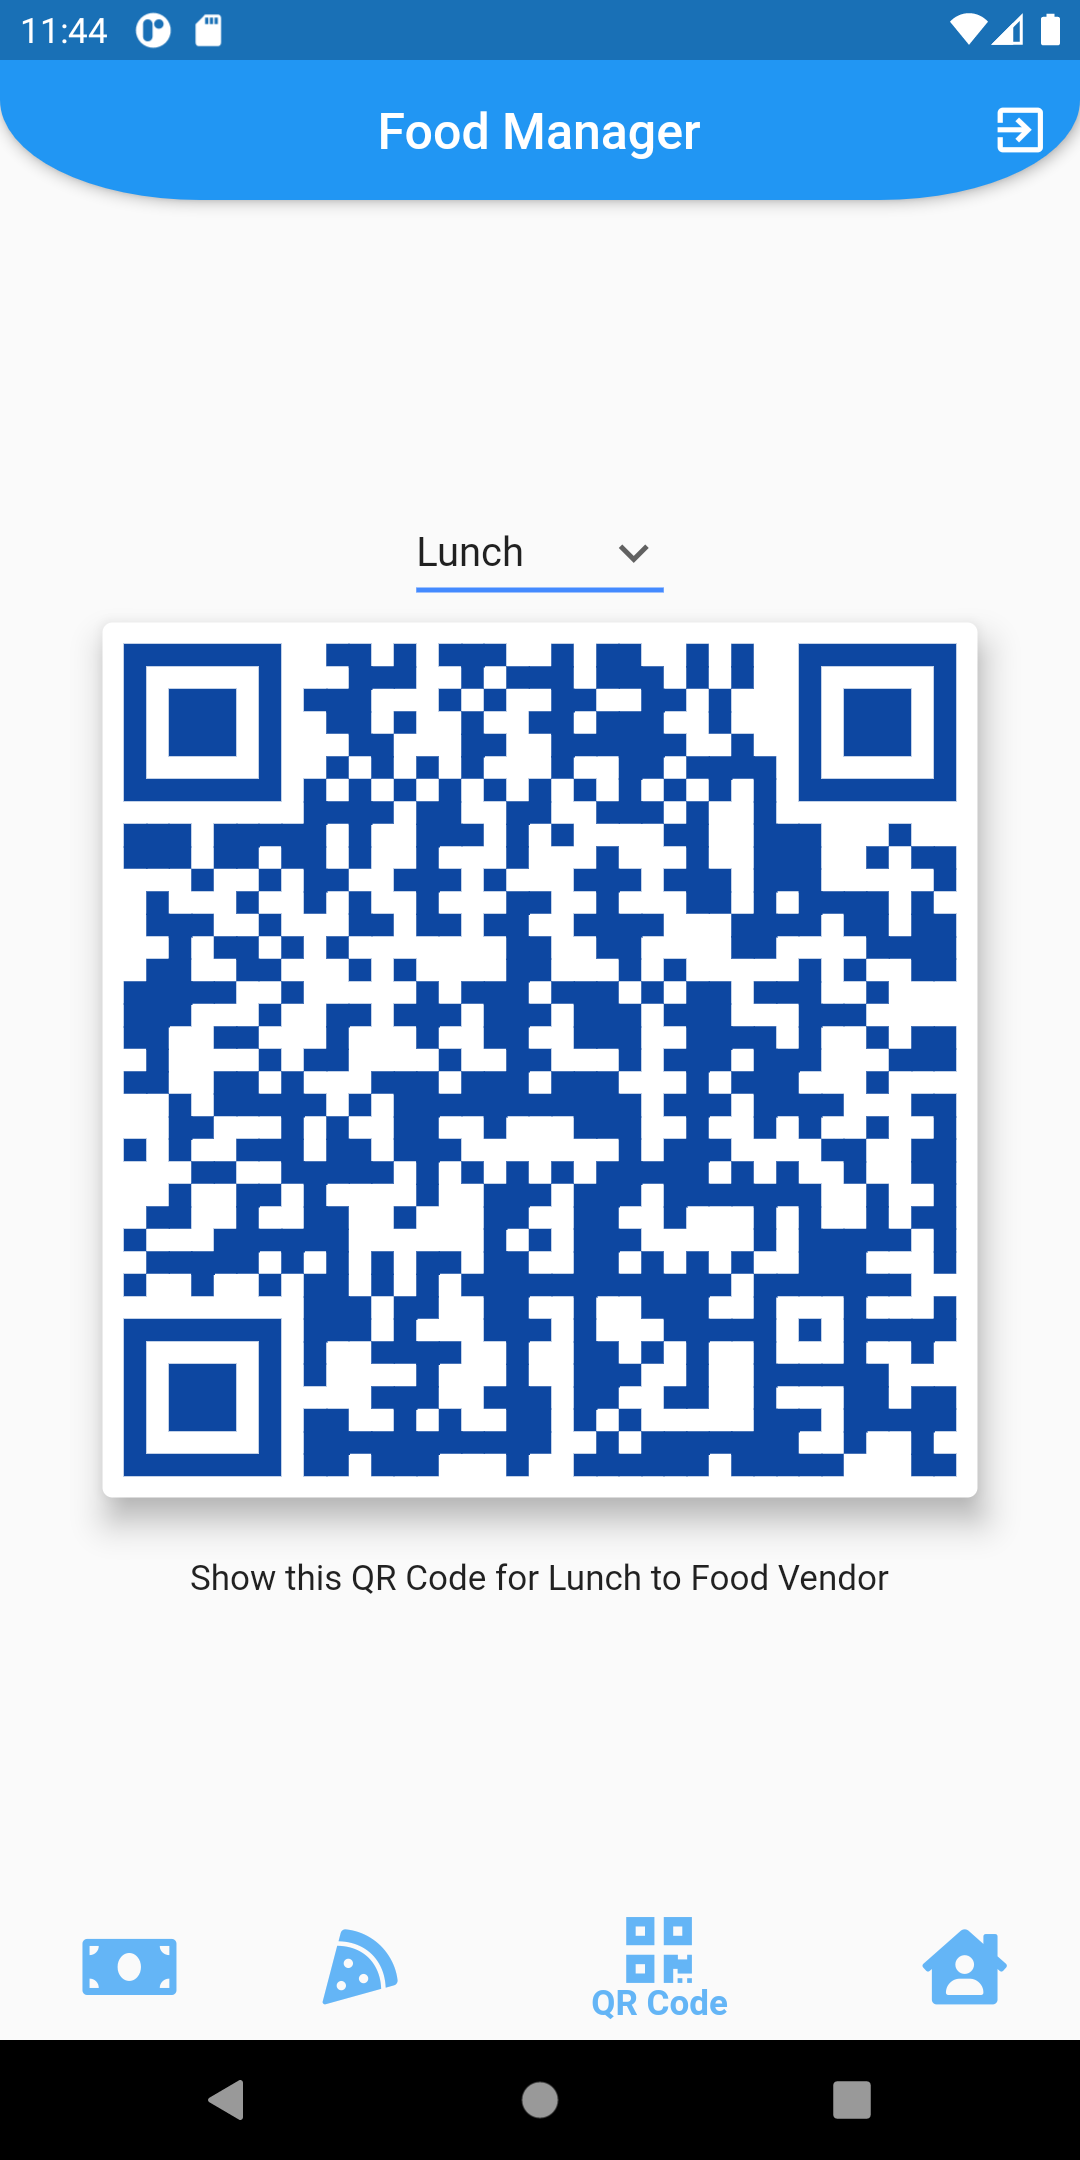 11:44
Food Manager
Lunch
Show this QR Code for Lunch to Food Vendor
QR Code